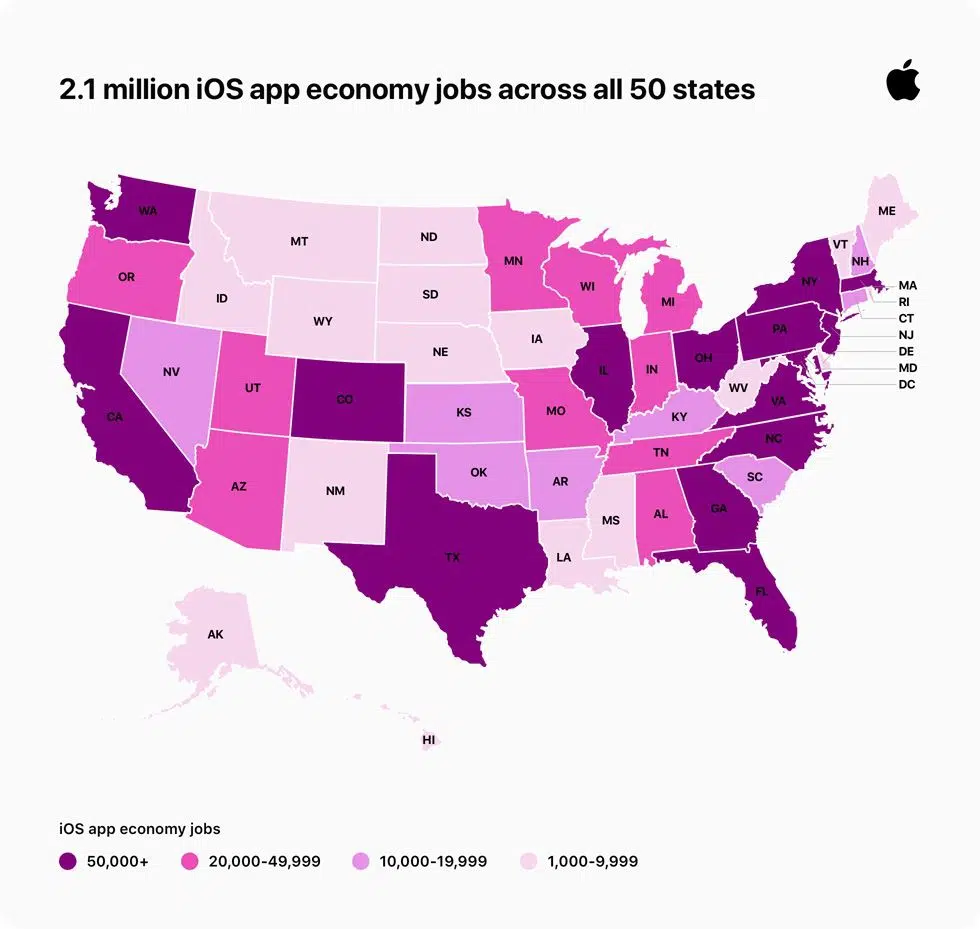 2.1 million iOS app economy jobs across all 50 states
WA
ME
MT
ND
VT
NH
OR
MN
ID
SD
WI
NY
MI
MA
RI
WY
CT
PA
NJ
IA
NE
DE
OH
MD
NV
IL
IN
DC
UT
WV
CO
VA
KS
MO
KY
CA
NC
TN
OK
SC
AR
AZ
NM
GA
AL
MS
TX
LA
FL
AK
HI
iOS app economy jobs
50,000+ 20,000-49,999 10,000-19,999 1,000-9,999